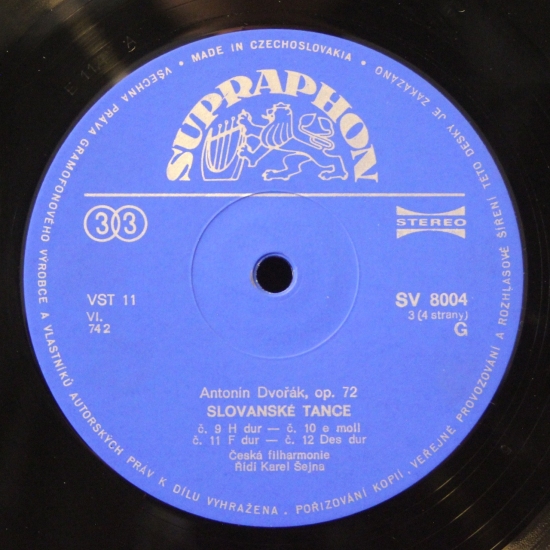 • MADE IN CZECHOSLOVAKIA •
VŠECHNA PRÁVA GRAMOFONOVÉHO VÝROBCE A VLASTNÍKŮ AUTORSKÝCH PRÁV K DÍLU VYHRAŽENA. POŘIZOVÁNÍ KOPIÍ, VEŘEJNÉ PROVOZOVÁNÍ A ROZHLASOVÉ ŠÍŘENÍ TÉTO DESKY JE ZAKÁZÁNO
SUPRAPHON
33
STEREO
VST 11
VI.
74 2
SV 8004
3 (4 strany)
G
Antonín Dvořák, op. 72
SLOVANSKÉ TANCE
č. 9 H dur — č. 10 e moll
č. 11 F dur — č. 12 Des dur
Česká filharmonie
Řídí Karel Šejna